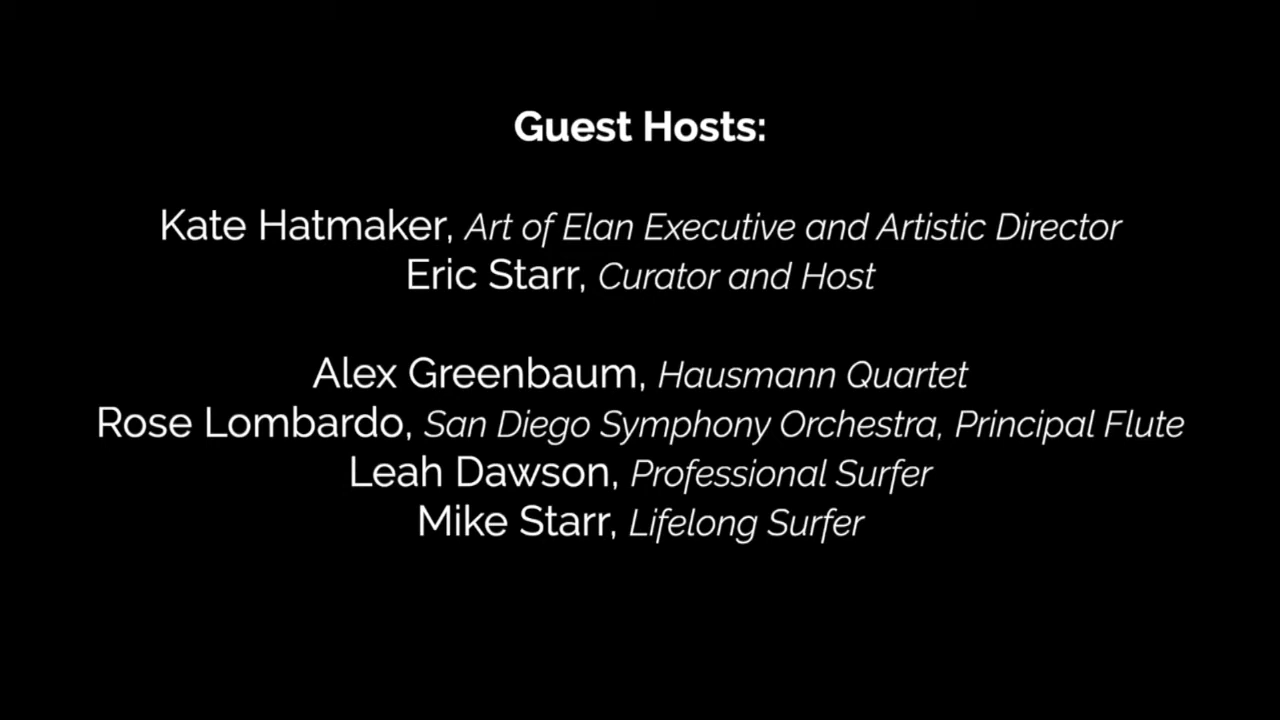 Guest Hosts:
Kate Hatmaker, Art of Elan Executive and Artistic Director
Eric Starr, Curator and Host
Alex Greenbaum, Hausmann Quartet
Rose Lombardo, San Diego Symphony Orchestra, Principal Flute
Leah Dawson, Professional Surfer
Mike Starr, Lifelong Surfer